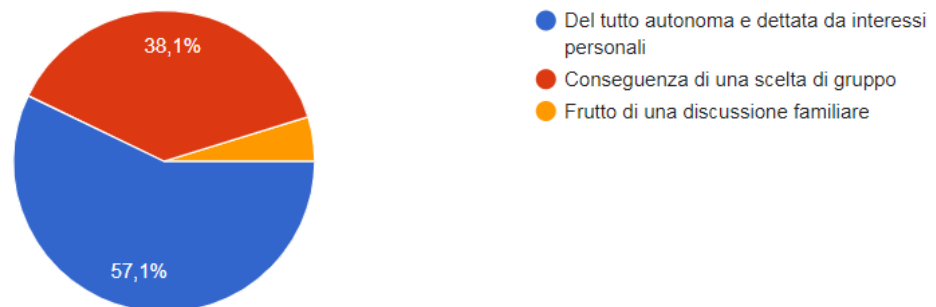 38,1%
57,1%
Del tutto autonoma e dettata da interessi
personali
Conseguenza di una scelta di gruppo
Frutto di una discussione familiare